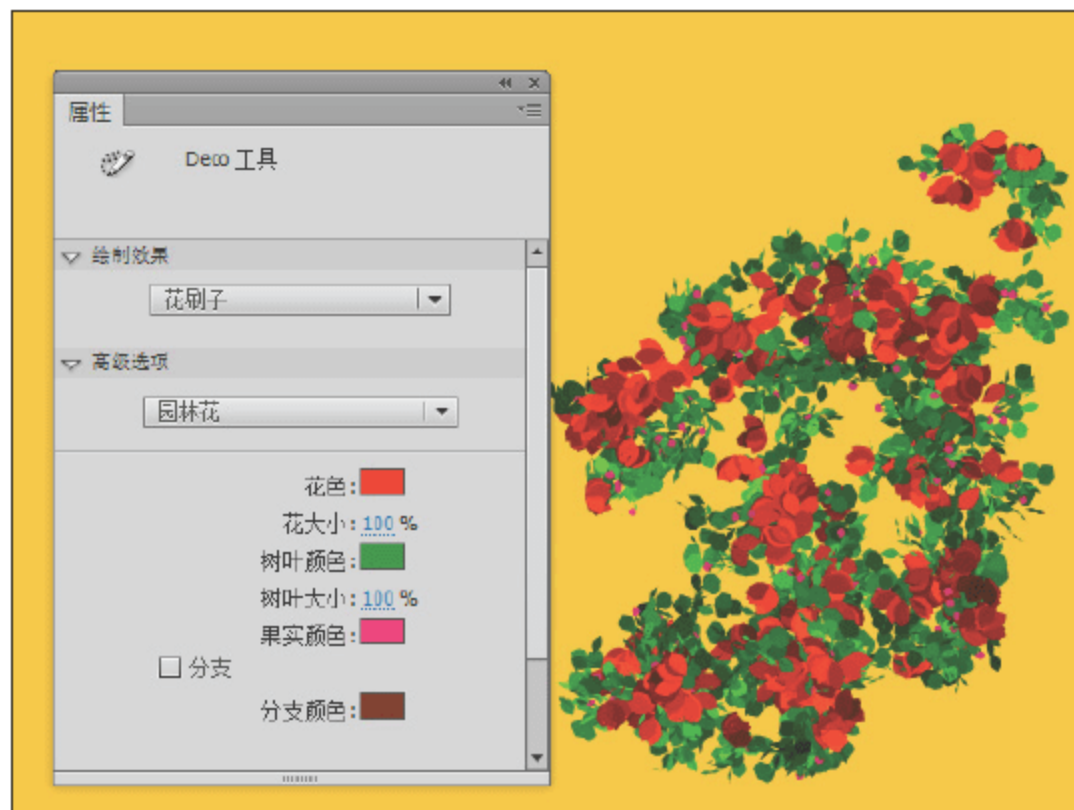 属性
Deco 工具
绘制效果
花刷子
高级选项
园林花
花色:
花大小: 100 %
树叶颜色:
树叶大小: 100 %
果实颜色:
分支
分支颜色: